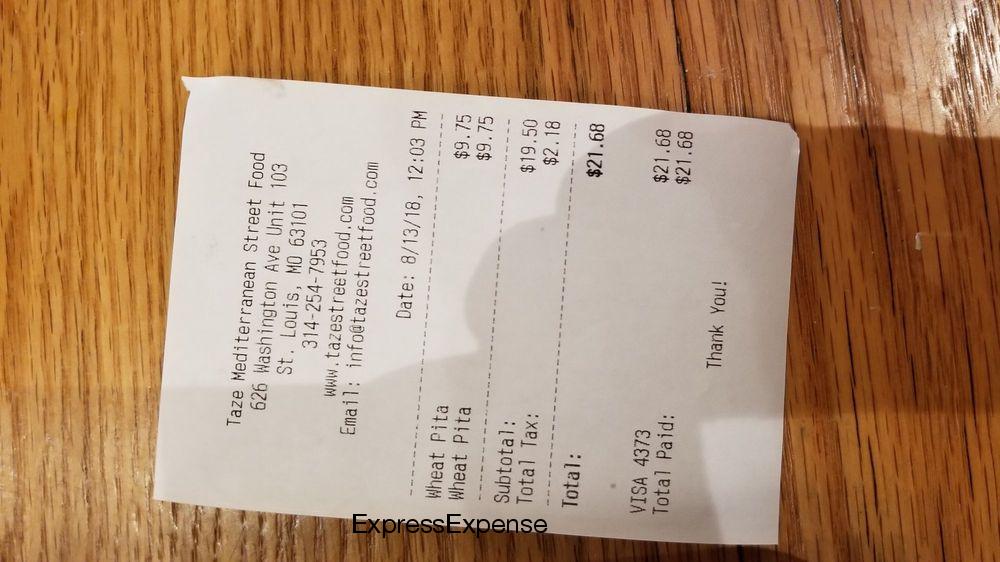 Taze Mediterranean Street Food
626 Washington Ave Unit 103
St. Louis, MO 63101
314-254-7953
www.tazestreetfood.com
Email: info@tazestreetfood.com
Date: 8/13/18, 12:03 PM
Wheat Pita $9.75
Wheat Pita $9.75
Subtotal: $19.50
Total Tax: $2.18
Total: $21.68
VISA 4373 $21.68
Total Paid: $21.68
Thank You!
ExpressExpense